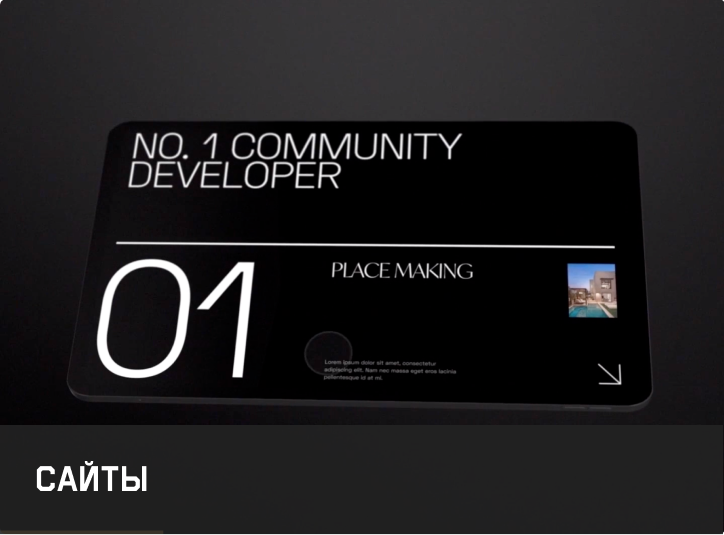 NO. 1 COMMUNITY
DEVELOPER
01
PLACE MAKING
Lorem ipsum dolor sit amet, consectetur
adipiscing elit. Nam nec massa eget eros lacinia
pellentesque id at mi.
САЙТЫ